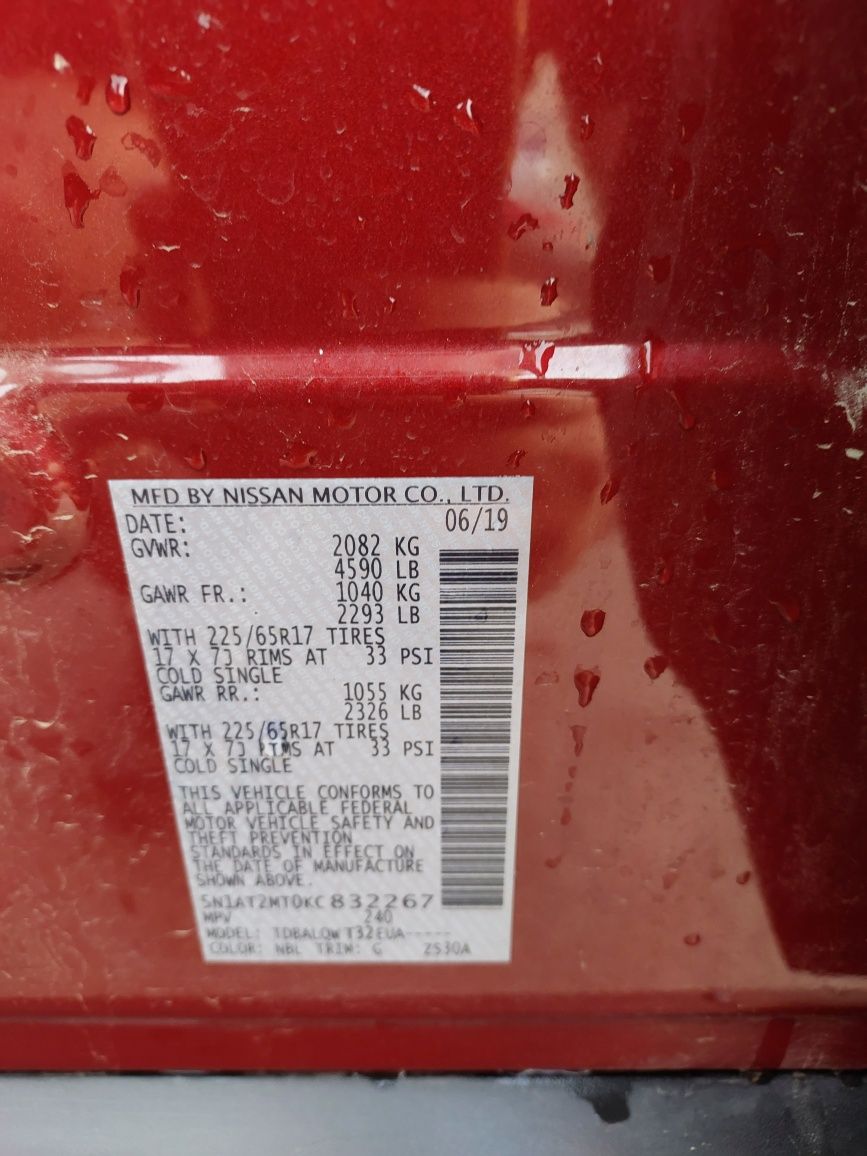 MFD BY NISSAN MOTOR CO., LTD.
DATE: 06/19
GVWR: 2082 KG
4590 LB
GAWR FR.: 1040 KG
2293 LB
WITH 225/65R17 TIRES
17 X 7J RIMS AT 33 PSI
COLD SINGLE
GAWR RR.: 1055 KG
2326 LB
WITH 225/65R17 TIRES
17 X 7J RIMS AT 33 PSI
COLD SINGLE
THIS VEHICLE CONFORMS TO
ALL APPLICABLE FEDERAL
MOTOR VEHICLE SAFETY AND
THEFT PREVENTION
STANDARDS IN EFFECT ON
THE DATE OF MANUFACTURE
SHOWN ABOVE.
5N1AT2MT0KC832267
MPV 240
MODEL: TDBALQW T32EUA-----
COLOR: NBL TRIM: G 2530A